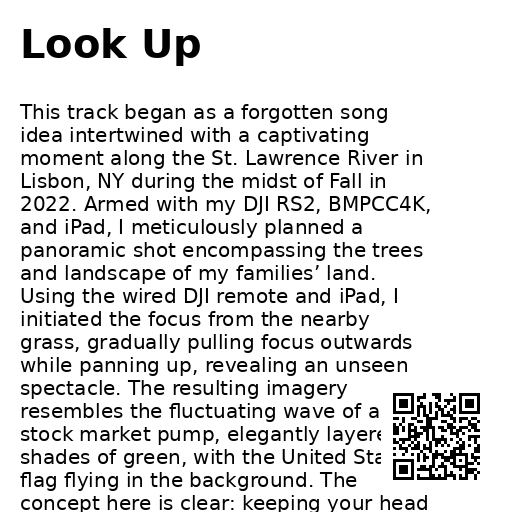 Look Up
This track began as a forgotten song
idea intertwined with a captivating
moment along the St. Lawrence River in
Lisbon, NY during the midst of Fall in
2022. Armed with my DJI RS2, BMPCC4K,
and iPad, I meticulously planned a
panoramic shot encompassing the trees
and landscape of my families’ land.
Using the wired DJI remote and iPad, I
initiated the focus from the nearby
grass, gradually pulling focus outwards
while panning up, revealing an unseen
spectacle. The resulting imagery
resembles the fluctuating wave of a
stock market pump, elegantly
shades of green, with the United
flag flying in the background. The
concept here is clear: keeping your head